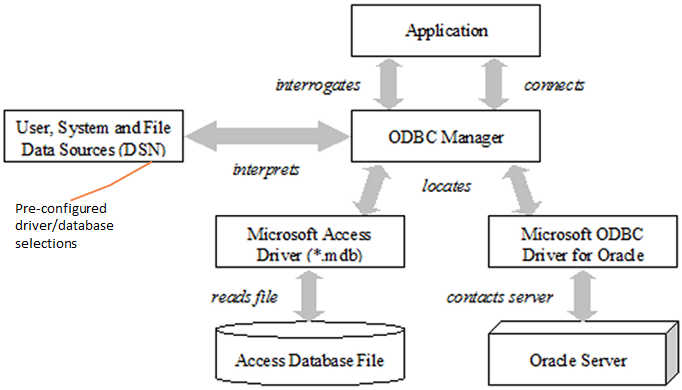 Application
interrogates
connects
User, System and File
Data Sources (DSN)
ODBC Manager
interprets
locates
Pre-configured
driver/database
selections
Microsoft Access
Driver (*.mdb)
Microsoft ODBC
Driver for Oracle
reads file
contacts server
Access Database File
Oracle Server